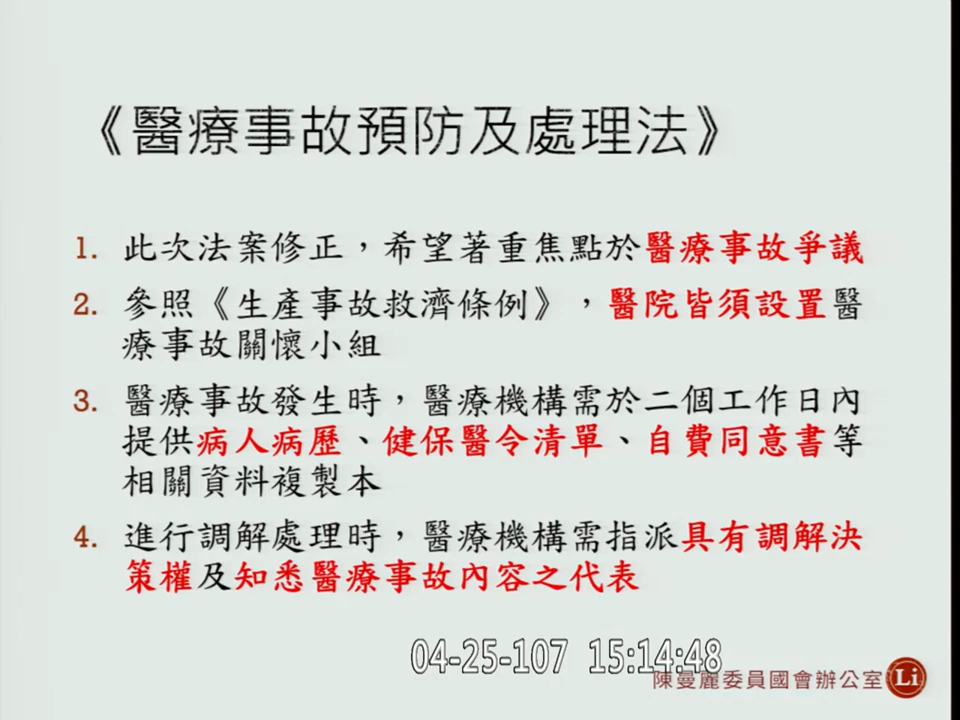 《醫療事故預防及處理法》
1. 此次法案修正，希望著重焦點於醫療事故爭議
2. 參照《生產事故救濟條例》，醫院皆須設置醫
療事故關懷小組
3. 醫療事故發生時，醫療機構需於二個工作日內
提供病人病歷、健保醫令清單、自費同意書等
相關資料複製本
4. 進行調解處理時，醫療機構需指派具有調解決
策權及知悉醫療事故內容之代表
04-25-107 15:14:48
陳曼麗委員國會辦公室 Li